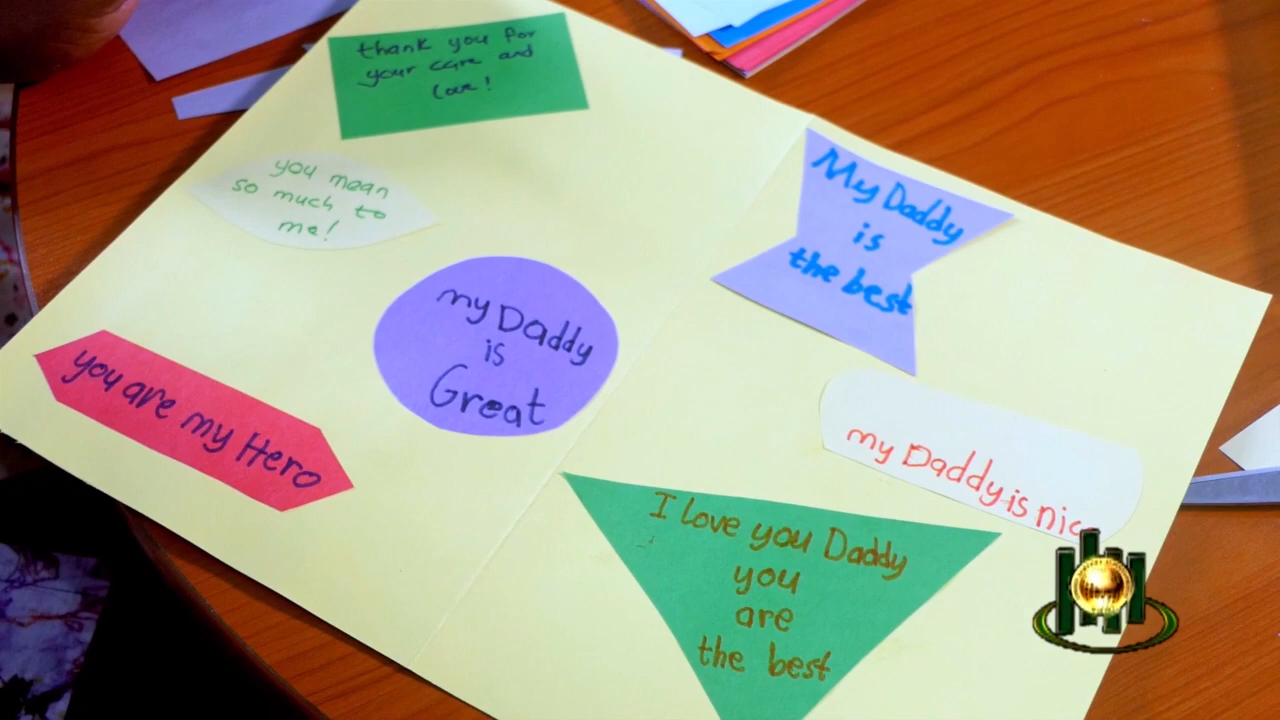 thank you for
your care and
love!
you mean
so much to
me!
my Daddy
is
Great
you are my Hero
My Daddy
is
the best
my Daddy is nic
I love you Daddy
you
are
the best